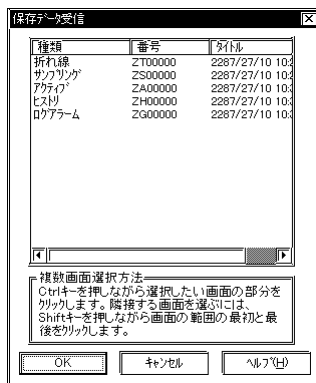 保存ﾃﾞｰﾀ受信
種類 番号 ﾀｲﾄﾙ
折れ線 ZT00000 2287/27/10 10:2
ｻﾝﾌﾟﾘﾝｸﾞ ZS00000 2287/27/10 10:
ｱｸﾃｨﾌﾞ ZA00000 2287/27/10 10:
ﾋｽﾄﾘ ZH00000 2287/27/10 10:
ﾛｸﾞｱﾗｰﾑ ZG00000 2287/27/10 10:
複数画面選択方法
Ctrlｷｰを押しながら選択したい画面の部分を
ｸﾘｯｸします。隣接する画面を選ぶには、
Shiftｷｰを押しながら画面の範囲の最初と最
後をｸﾘｯｸします。
OK ｷｬﾝｾﾙ ﾍﾙﾌﾟ(H)